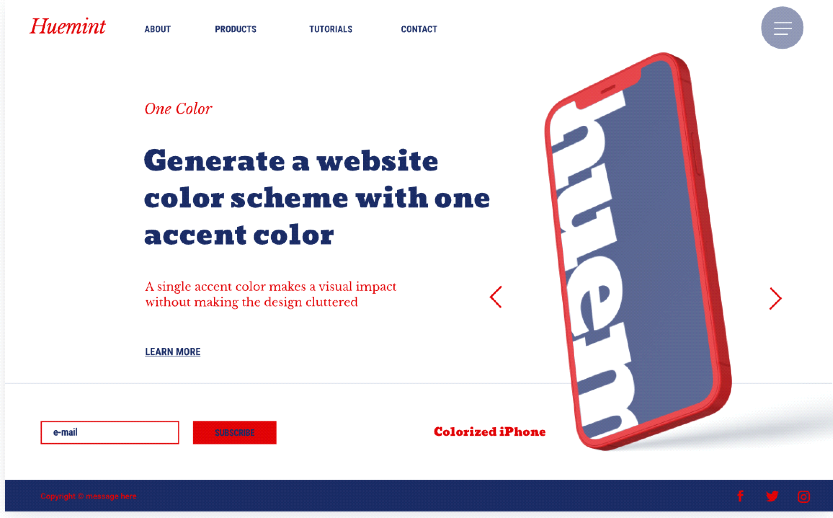 Huemint
ABOUT
PRODUCTS
TUTORIALS
CONTACT
One Color
Generate a website
color scheme with one
accent color
A single accent color makes a visual impact
without making the design cluttered
LEARN MORE
huem
e-mail
SUBSCRIBE
Colorized iPhone
Copyright © message here